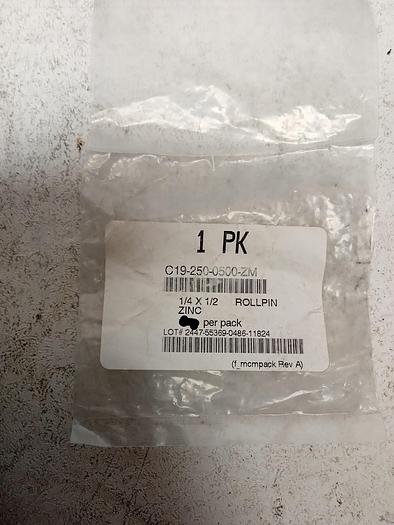 1 PK
C19-250-0500-ZM
1/4 X 1/2 ROLLPIN
ZINC
per pack
LOT# 2447-55369-0486-11824
(f_mcmpack Rev A)